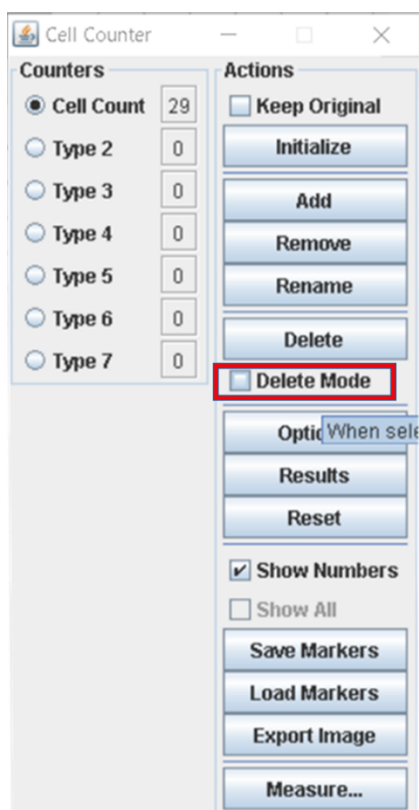 Cell Counter
Counters
Cell Count 29
Type 2 0
Type 3 0
Type 4 0
Type 5 0
Type 6 0
Type 7 0
Actions
Keep Original
Initialize
Add
Remove
Rename
Delete
Delete Mode
When sele
Results
Reset
Show Numbers
Show All
Save Markers
Load Markers
Export Image
Measure...